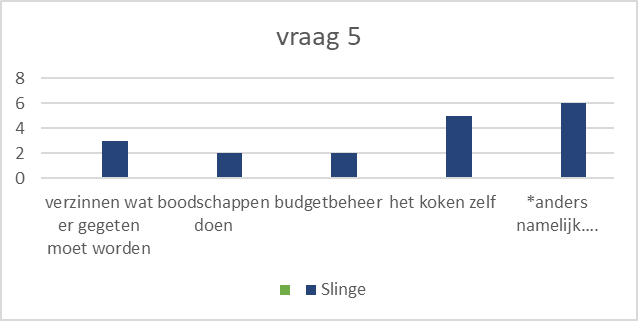 vraag 5
8
6
4
2
0
verzinnen wat
er gegeten
moet worden
boodschappen
doen
budgetbeheer
het koken zelf
*anders
namelijk....
Slinge